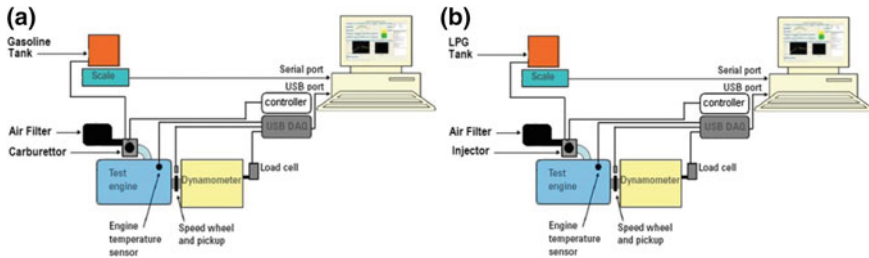 (a)
Gasoline
Tank
Scale
Serial port
USB port
controller
USB DAQ
Air Filter
Carburettor
Test
engine
Dynamometer
Load cell
Engine
temperature
sensor
Speed wheel
and pickup
(b)
LPG
Tank
Scale
Serial port
USB port
controller
USB DAQ
Air Filter
Injector
Test
engine
Dynamometer
Load cell
Engine
temperature
sensor
Speed wheel
and pickup